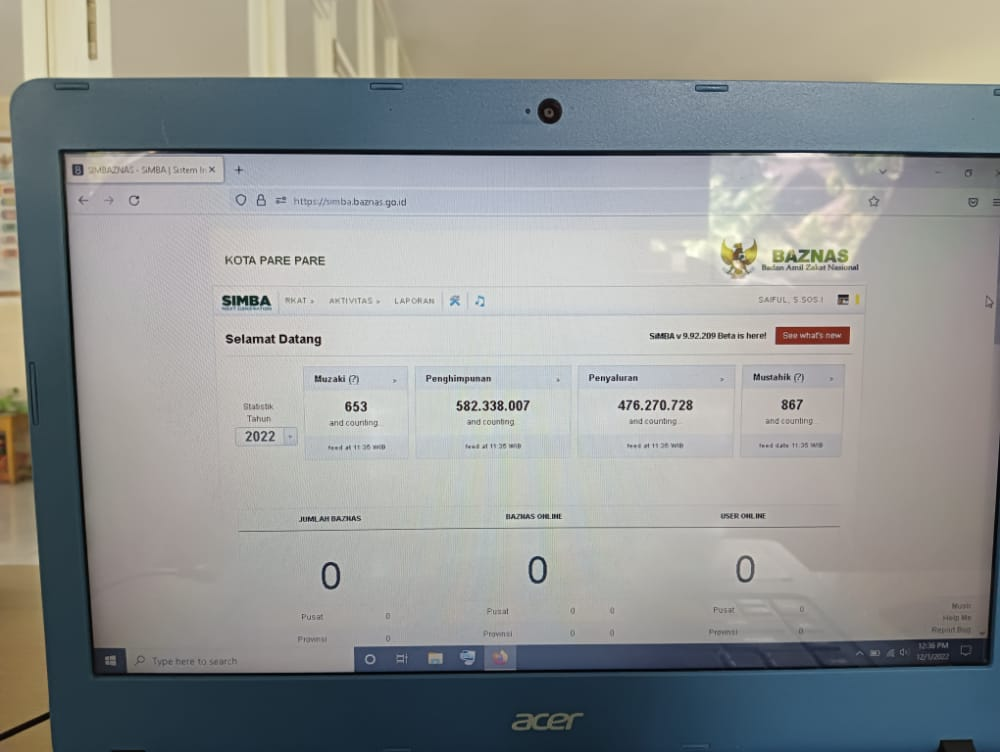 SIMBAZNAS - SiMBA | Sistem In
https://simba.baznas.go.id
KOTA PARE PARE
BAZNAS
Badan Amil Zakat Nasional
SIMBA
NEXT GENERATION
RKAT »
AKTIVITAS »
LAPORAN
SAIFUL, S.SOS.I
Selamat Datang
SiMBA v 9.92.209 Beta is here!
See what's new
Statistik
Tahun
2022
Muzaki (?) »
653
and counting..
feed at 11:35 WIB
Penghimpunan »
582.338.007
and counting..
feed at 11:35 WIB
Penyaluran »
476.270.728
and counting..
feed at 11:35 WIB
Mustahik (?) »
867
and counting..
feed date 11:35 WIB
JUMLAH BAZNAS
BAZNAS ONLINE
USER ONLINE
0
0
0
Pusat 0
Pusat 0 0
Pusat 0
Provinsi 0
Provinsi 0 0
Provinsi 0
Music
Help Me
Report Bug
Type here to search
12:36 PM
12/1/2022
acer